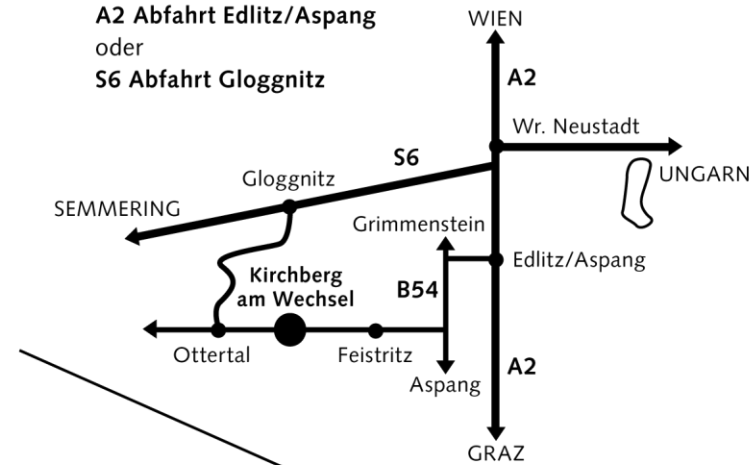 A2 Abfahrt Edlitz/Aspang
oder
S6 Abfahrt Gloggnitz
WIEN
A2
Wr. Neustadt
S6
UNGARN
Gloggnitz
SEMMERING
Grimmenstein
Edlitz/Aspang
Kirchberg
am Wechsel
B54
Ottertal
Feistritz
A2
Aspang
GRAZ